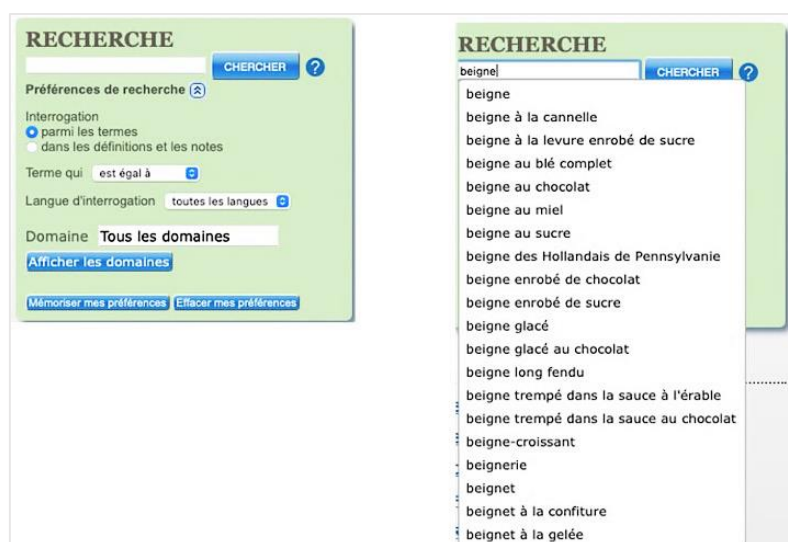 RECHERCHE
CHERCHER ?
Préférences de recherche
Interrogation
parmi les termes
dans les définitions et les notes
Terme qui est égal à
Langue d'interrogation toutes les langues
Domaine Tous les domaines
Afficher les domaines
Mémoriser mes préférences Effacer mes préférences
RECHERCHE
beigne CHERCHER ?
beigne
beigne à la cannelle
beigne à la levure enrobé de sucre
beigne au blé complet
beigne au chocolat
beigne au miel
beigne au sucre
beigne des Hollandais de Pennsylvanie
beigne enrobé de chocolat
beigne enrobé de sucre
beigne glacé
beigne glacé au chocolat
beigne long fendu
beigne trempé dans la sauce à l'érable
beigne trempé dans la sauce au chocolat
beigne-croissant
beignerie
beignet
beignet à la confiture
beignet à la gelée